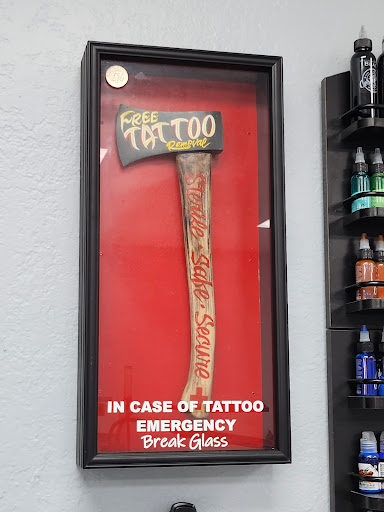 FREE
TATTOO
Removal
Sterile - Safe - Secure
IN CASE OF TATTOO
EMERGENCY
Break Glass